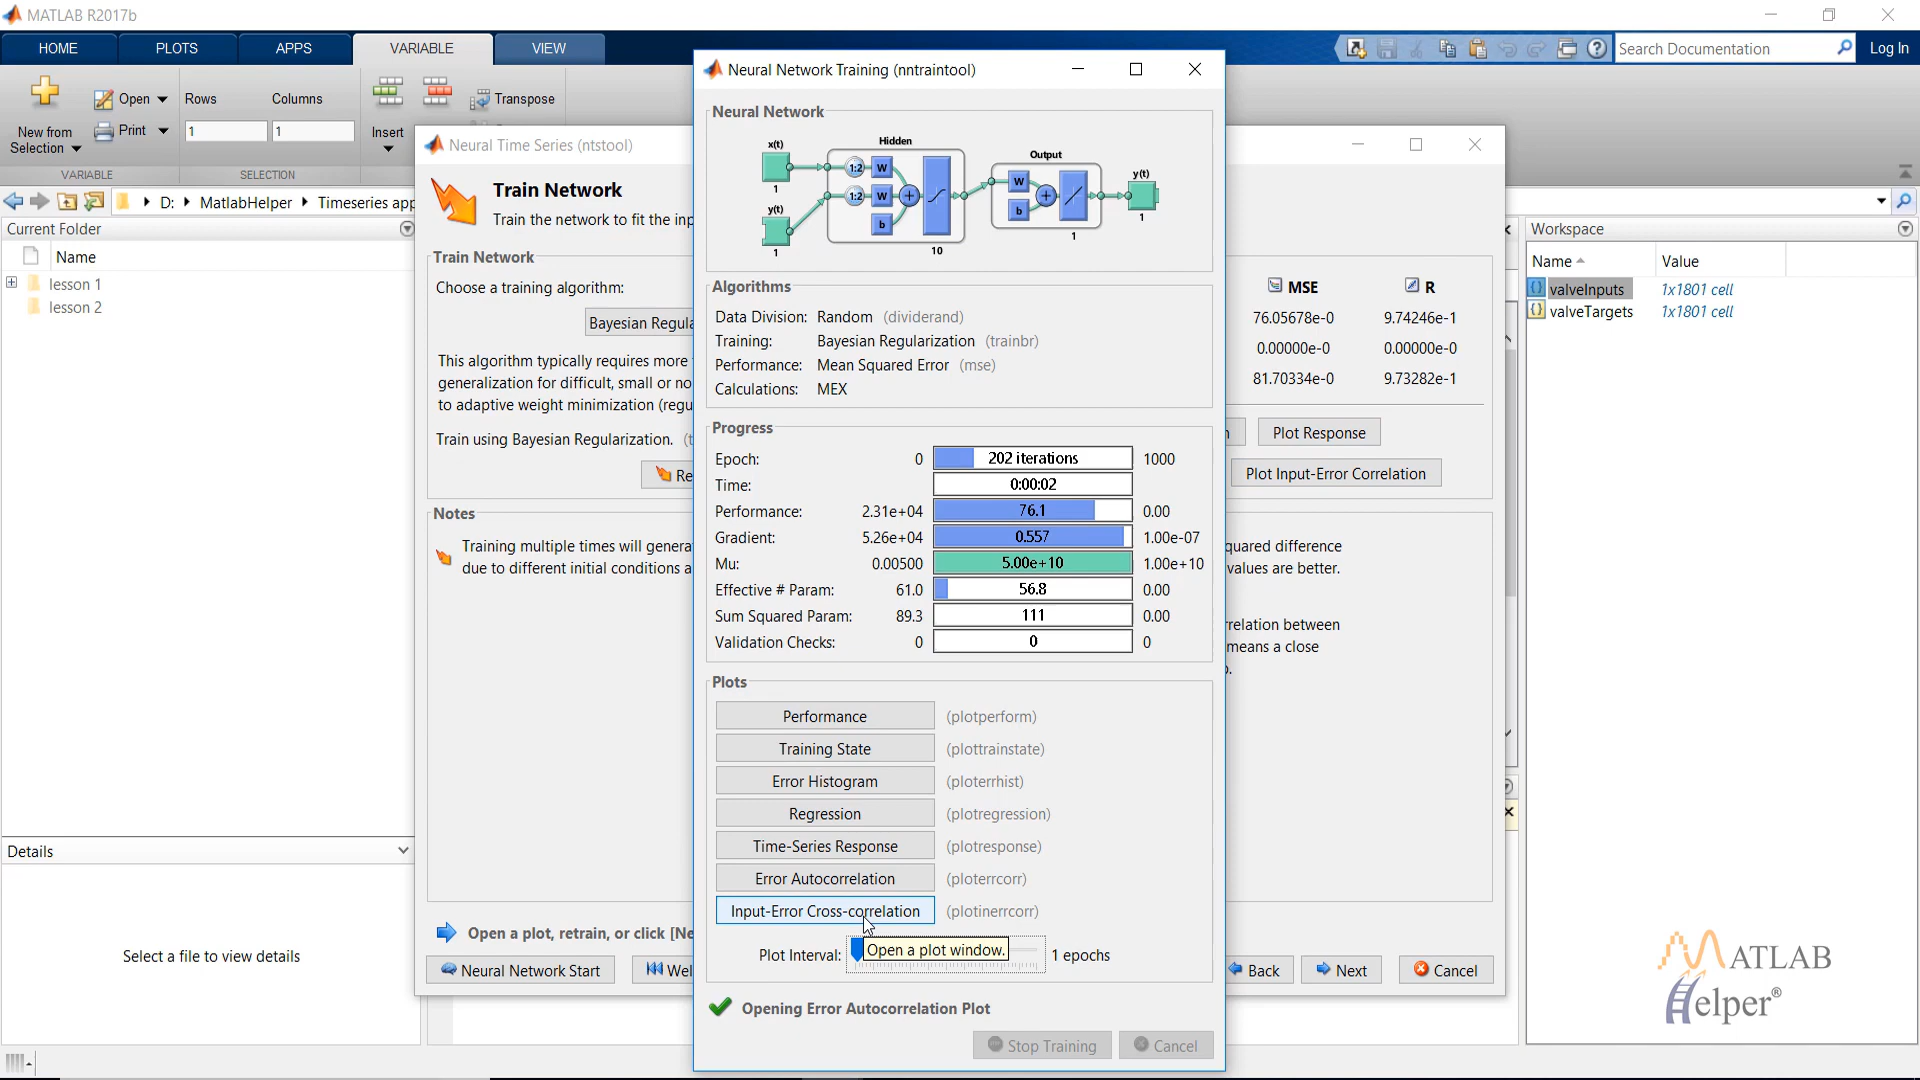 MATLAB R2017b
HOME
PLOTS
APPS
VARIABLE
VIEW
Search Documentation
Log In
New from
Selection
Open
Print
Rows
Columns
1
1
Insert
Transpose
VARIABLE
SELECTION
D:
MatlabHelper
Timeseries app
Current Folder
Name
lesson 1
lesson 2
Details
Select a file to view details
Neural Time Series (ntstool)
Train Network
Train the network to fit the inp
Train Network
Choose a training algorithm:
Bayesian Regula
This algorithm typically requires more
generalization for difficult, small or no
to adaptive weight minimization (regu
Train using Bayesian Regularization. (t
Re
Notes
Training multiple times will genera
due to different initial conditions a
Open a plot, retrain, or click [Ne
Neural Network Start
Wel
Neural Network Training (nntraintool)
Neural Network
x(t)
1
y(t)
1
Hidden
1:2
W
1:2
W
b
10
Output
W
b
1
y(t)
1
Algorithms
Data Division: Random (dividerand)
Training: Bayesian Regularization (trainbr)
Performance: Mean Squared Error (mse)
Calculations: MEX
Progress
Epoch: 0 202 iterations 1000
Time: 0:00:02
Performance: 2.31e+04 76.1 0.00
Gradient: 5.26e+04 0.557 1.00e-07
Mu: 0.00500 5.00e+10 1.00e+10
Effective # Param: 61.0 56.8 0.00
Sum Squared Param: 89.3 111 0.00
Validation Checks: 0 0 0
Plots
Performance (plotperform)
Training State (plottrainstate)
Error Histogram (ploterrhist)
Regression (plotregression)
Time-Series Response (plotresponse)
Error Autocorrelation (ploterrcorr)
Input-Error Cross-correlation (plotinerrcorr)
Plot Interval: 1 epochs
Open a plot window.
Opening Error Autocorrelation Plot
Stop Training
Cancel
MSE R
76.05678e-0 9.74246e-1
0.00000e-0 0.00000e-0
81.70334e-0 9.73282e-1
Plot Response
Plot Input-Error Correlation
quared difference
values are better.
relation between
means a close
Back
Next
Cancel
Workspace
Name Value
valveInputs 1x1801 cell
valveTargets 1x1801 cell
MATLAB
Helper®